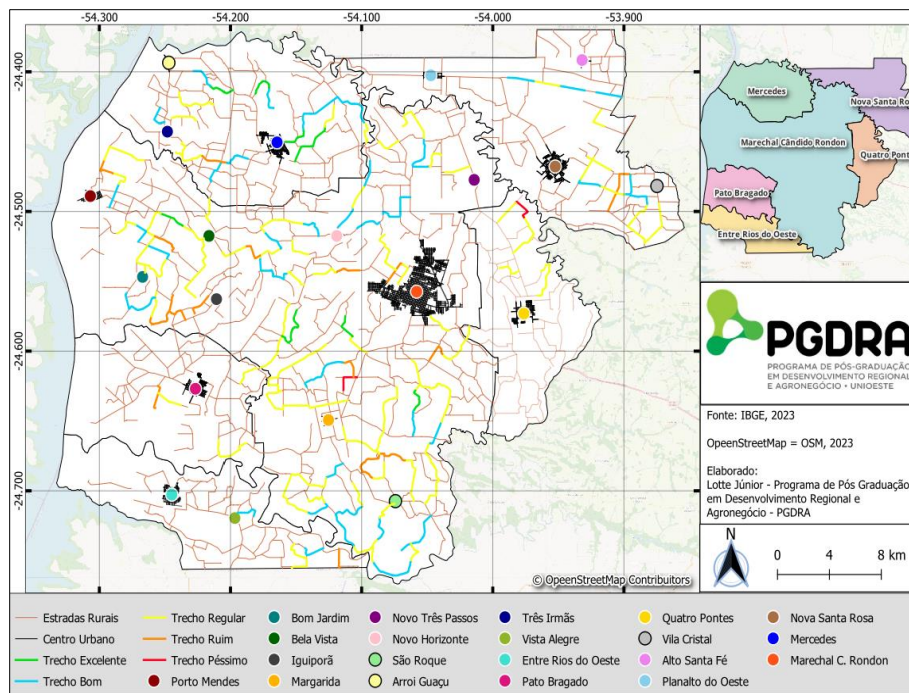 -54.300 -54.200 -54.100 -54.000 -53.900
-24.400
-24.500
-24.600
-24.700
© OpeenStreetMap Contributors
Mercedes
Nova Santa Ro
Marechal Cândido Rondon
Quatro Pont
Pato Bragado
Entre Rios do Oeste
PGDRA
PROGRAMA DE PÓS-GRADUAÇÃO
EM DESENVOLVIMENTO REGIONAL
E AGRONEGÓCIO • UNIOESTE
Fonte: IBGE, 2023
OpeenStreetMap = OSM, 2023
Elaborado:
Lotte Júnior - Programa de Pós Graduação
em Desenvolvimento Regional e
Agronegócio - PGDRA
N
0 4 8 km
Estradas Rurais Trecho Regular Bom Jardim Novo Três Passos Três Irmãs Quatro Pontes Nova Santa Rosa
Centro Urbano Trecho Ruim Bela Vista Novo Horizonte Vista Alegre Vila Cristal Mercedes
Trecho Excelente Trecho Péssimo Iguiporã São Roque Entre Rios do Oeste Alto Santa Fé Marechal C. Rondon
Trecho Bom Porto Mendes Margarida Arroi Guaçu Pato Bragado Planalto do Oeste